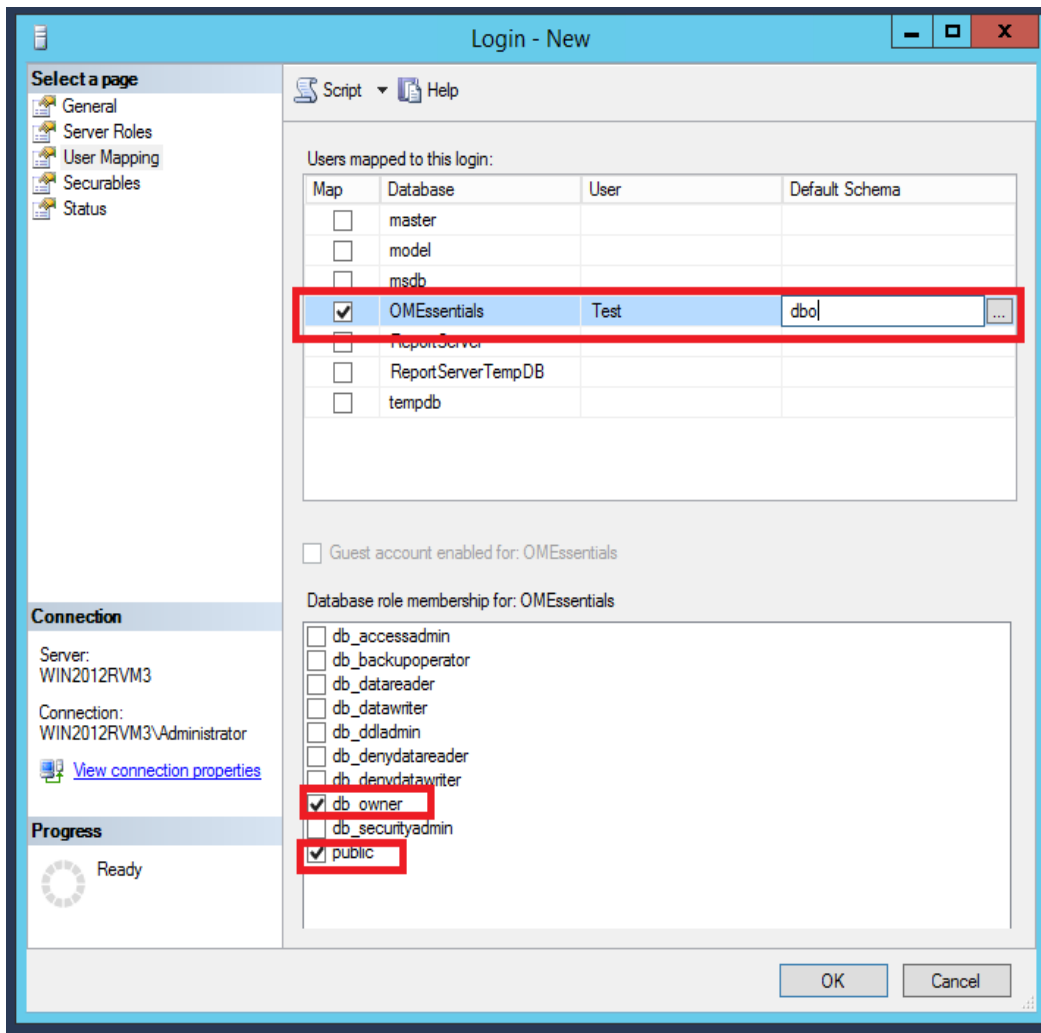 Login - New
Select a page
General
Server Roles
User Mapping
Securables
Status
Script
Help
Users mapped to this login:
Map Database User Default Schema
master
model
msdb
OMEssentials Test dbo ...
ReportServer
ReportServerTempDB
tempdb
Guest account enabled for: OMEssentials
Database role membership for: OMEssentials
db_accessadmin
db_backupoperator
db_datareader
db_datawriter
db_ddladmin
db_denydatareader
db_denydatawriter
db_owner
db_securityadmin
public
Connection
Server:
WIN2012RVM3
Connection:
WIN2012RVM3\Administrator
View connection properties
Progress
Ready
OK Cancel